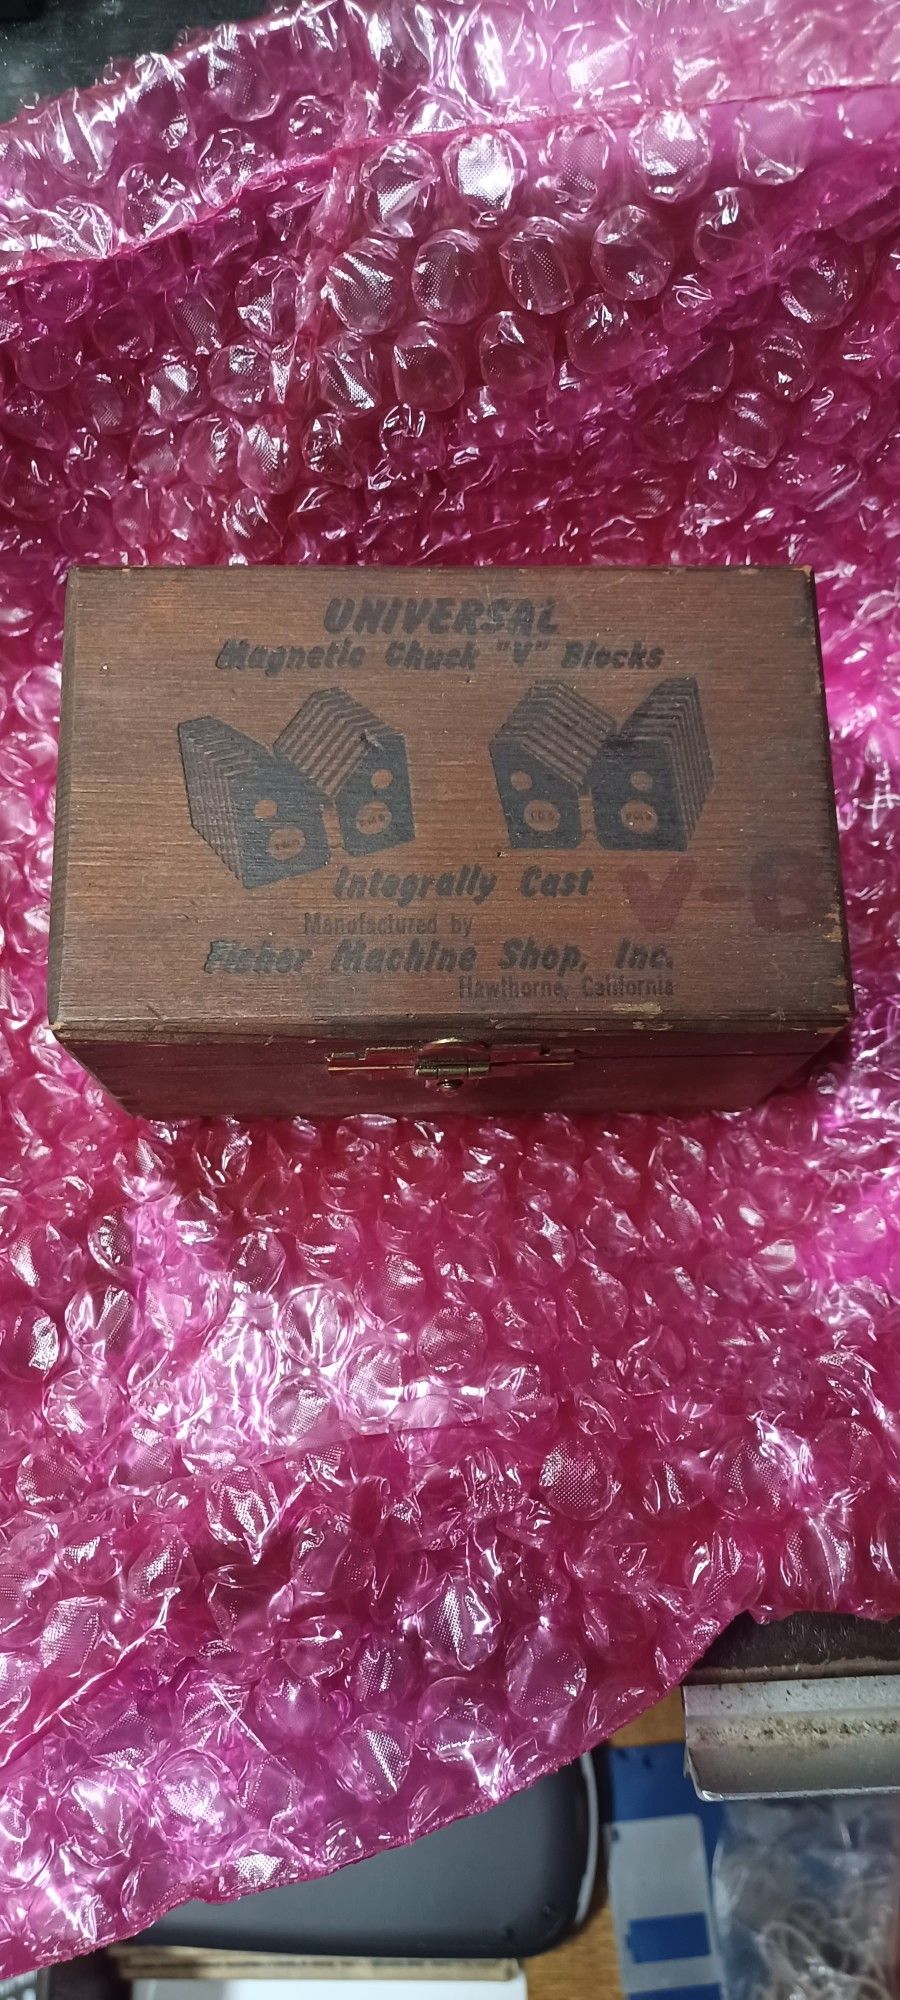 UNIVERSAL
Magnetic Chuck "V" Blocks
Integrally Cast
Manufactured by
Fisher Machine Shop, Inc.
Hawthorne, California